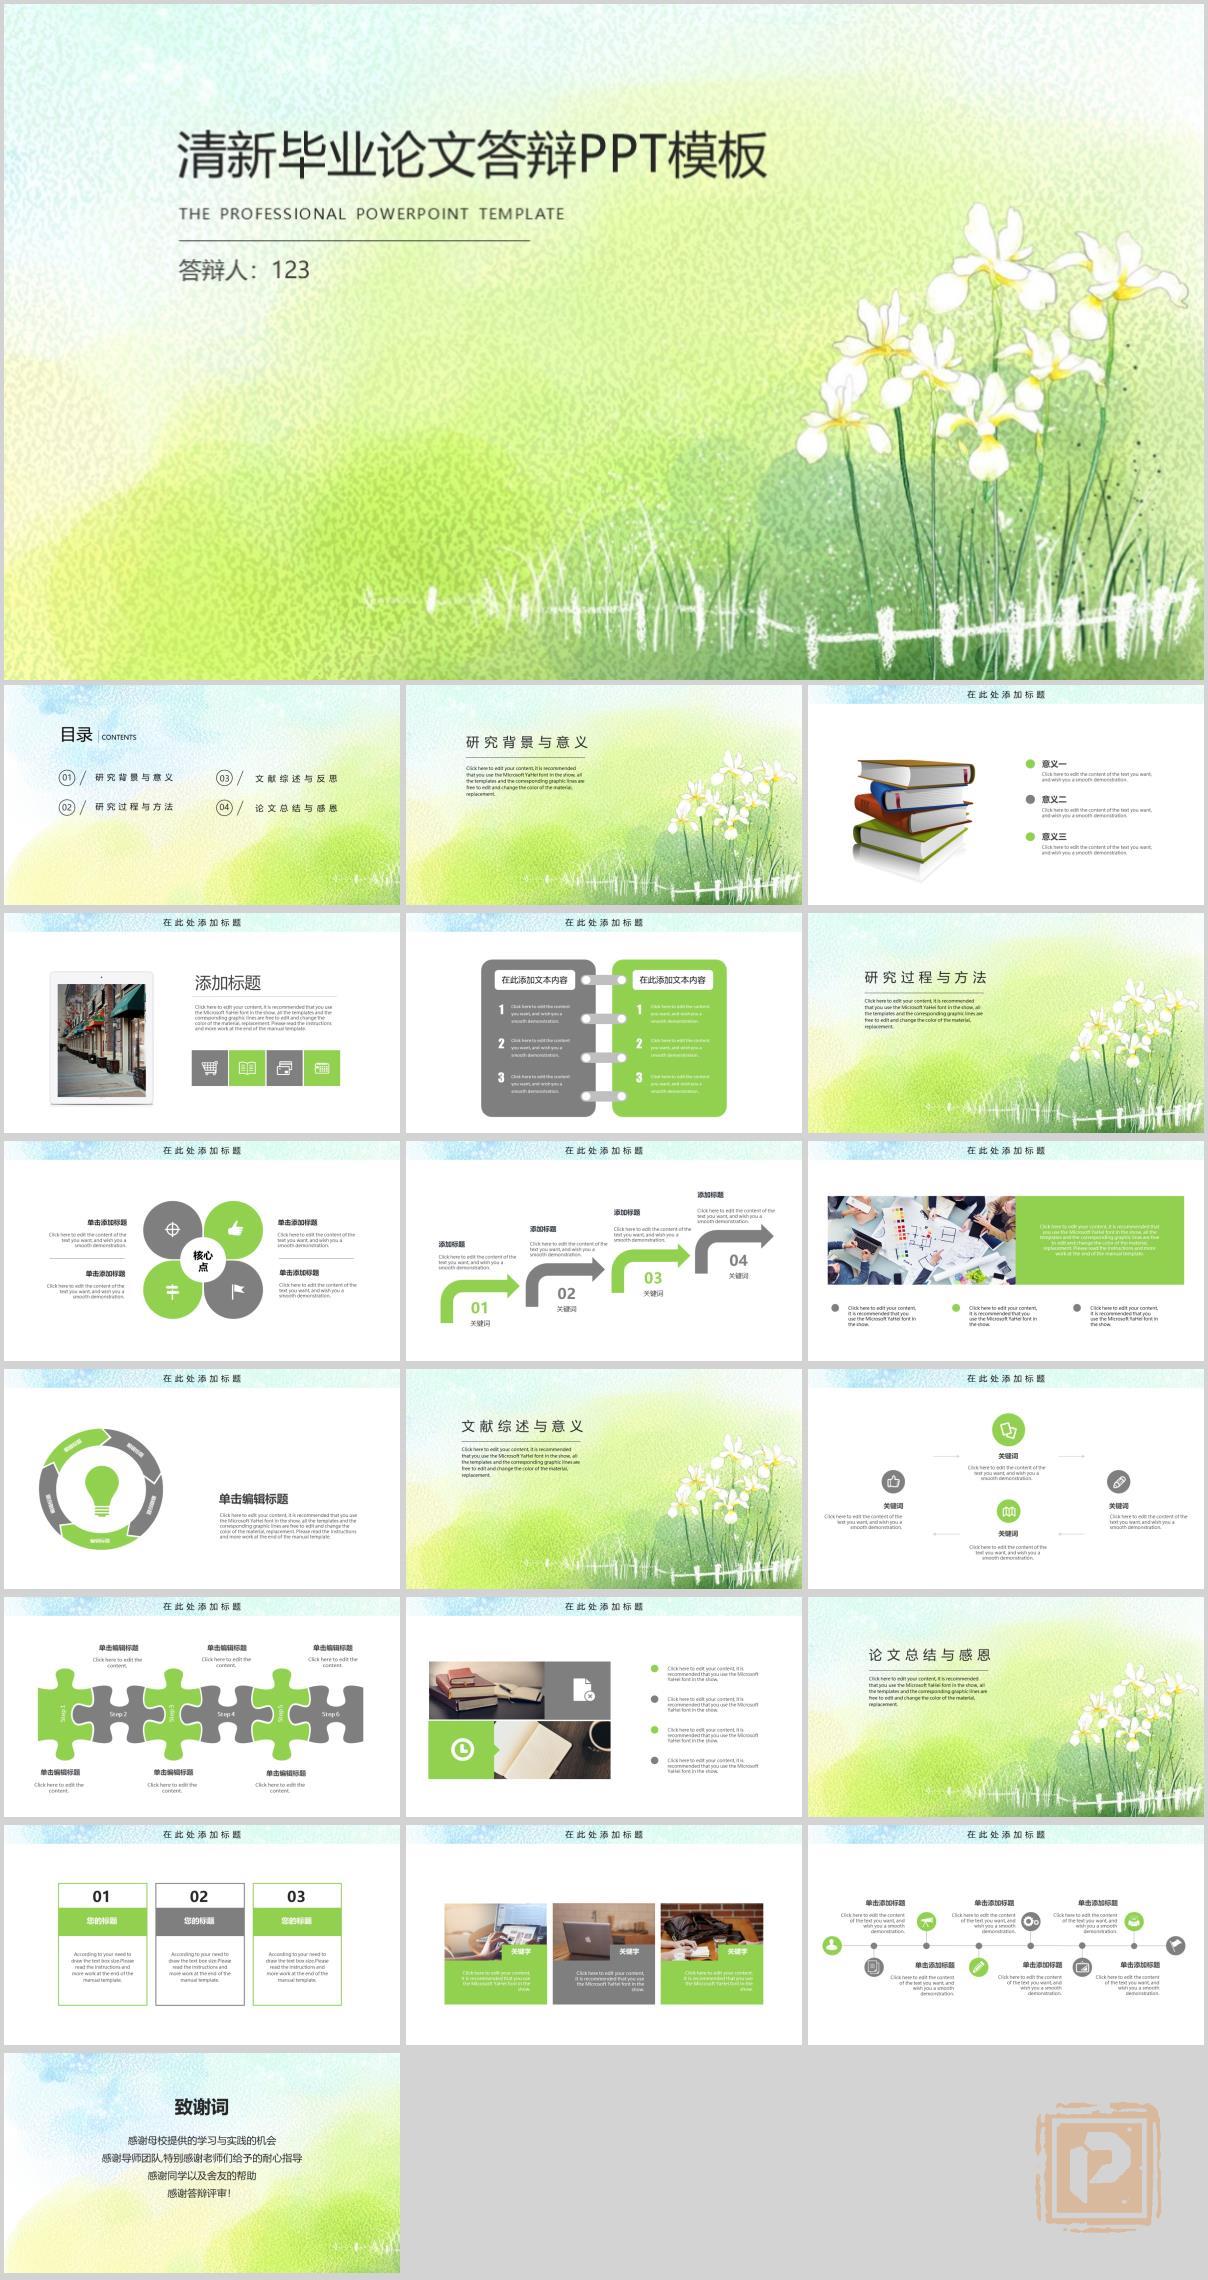 清新毕业论文答辩PPT模板
THE PROFESSIONAL POWERPOINT TEMPLATE
答辩人：123
目录 CONTENTS
01 研究背景与意义
03 文献综述与反思
02 研究过程与方法
04 论文总结与感恩
研究背景与意义
Click here to edit your content, it is recommended
that you use the Microsoft YaHei font in the show, all
the templates and the corresponding graphic lines are
free to edit and change the color of the material,
replacement.
在此处添加标题
意义一
Click here to edit the content of the text you want,
and wish you a smooth demonstration.
意义二
Click here to edit the content of the text you want,
and wish you a smooth demonstration.
意义三
Click here to edit the content of the text you want,
and wish you a smooth demonstration.
在此处添加标题
添加标题
Click here to edit your content, it is recommended that you use
the Microsoft YaHei font in the show, all the templates and the
corresponding graphic lines are free to edit and change the
color of the material, replacement. Please read the instructions
and more work at the end of the manual template.
在此处添加标题
在此添加文本内容
1 Click here to edit the content
you want, and wish you a
smooth demonstration.
2 Click here to edit the content
you want, and wish you a
smooth demonstration.
3 Click here to edit the content
you want, and wish you a
smooth demonstration.
在此添加文本内容
1 Click here to edit the content
you want, and wish you a
smooth demonstration.
2 Click here to edit the content
you want, and wish you a
smooth demonstration.
3 Click here to edit the content
you want, and wish you a
smooth demonstration.
研究过程与方法
Click here to edit your content, it is recommended
that you use the Microsoft YaHei font in the show, all
the templates and the corresponding graphic lines are
free to edit and change the color of the material,
replacement.
在此处添加标题
单击添加标题
Click here to edit the content of the
text you want, and wish you a
smooth demonstration.
单击添加标题
Click here to edit the content of the
text you want, and wish you a
smooth demonstration.
核心
点
单击添加标题
Click here to edit the content of the
text you want, and wish you a
smooth demonstration.
单击添加标题
Click here to edit the content of the
text you want, and wish you a
smooth demonstration.
在此处添加标题
添加标题
Click here to edit the content of the
text you want, and wish you a
smooth demonstration.
01
关键词
添加标题
Click here to edit the content of the
text you want, and wish you a
smooth demonstration.
02
关键词
添加标题
Click here to edit the content of the
text you want, and wish you a
smooth demonstration.
03
关键词
添加标题
Click here to edit the content of the
text you want, and wish you a
smooth demonstration.
04
关键词
在此处添加标题
Click here to edit your content, it is recommended that
you use the Microsoft YaHei font in the show, all the
templates and the corresponding graphic lines are free
to edit and change the color of the material,
replacement. Please read the instructions and more
work at the end of the manual template.
Click here to edit your content,
it is recommended that you
use the Microsoft YaHei font in
the show.
Click here to edit your content,
it is recommended that you
use the Microsoft YaHei font in
the show.
Click here to edit your content,
it is recommended that you
use the Microsoft YaHei font in
the show.
在此处添加标题
编辑标题
单击编辑标题
Click here to edit your content, it is recommended that you
use the Microsoft YaHei font in the show, all the templates and the
corresponding graphic lines are free to edit and change the
color of the material, replacement. Please read the instructions
and more work at the end of the manual template.
文献综述与意义
Click here to edit your content, it is recommended
that you use the Microsoft YaHei font in the show, all
the templates and the corresponding graphic lines are
free to edit and change the color of the material,
replacement.
在此处添加标题
关键词
Click here to edit the content of the
text you want, and wish you a
smooth demonstration.
关键词
Click here to edit the content of the
text you want, and wish you a
smooth demonstration.
关键词
Click here to edit the content of the
text you want, and wish you a
smooth demonstration.
关键词
Click here to edit the content of the
text you want, and wish you a
smooth demonstration.
在此处添加标题
单击编辑标题
Click here to edit the
content.
单击编辑标题
Click here to edit the
content.
单击编辑标题
Click here to edit the
content.
Step 1
Step 2
Step 3
Step 4
Step 5
Step 6
单击编辑标题
Click here to edit the
content.
单击编辑标题
Click here to edit the
content.
单击编辑标题
Click here to edit the
content.
在此处添加标题
Click here to edit your content, it is
recommended that you use the Microsoft
YaHei font in the show.
Click here to edit your content, it is
recommended that you use the Microsoft
YaHei font in the show.
Click here to edit your content, it is
recommended that you use the Microsoft
YaHei font in the show.
Click here to edit your content, it is
recommended that you use the Microsoft
YaHei font in the show.
论文总结与感恩
Click here to edit your content, it is recommended
that you use the Microsoft YaHei font in the show, all
the templates and the corresponding graphic lines are
free to edit and change the color of the material,
replacement.
在此处添加标题
01
您的标题
According to your need to
draw the text box size.Please
read the instructions and
more work at the end of the
manual template.
02
您的标题
According to your need to
draw the text box size.Please
read the instructions and
more work at the end of the
manual template.
03
您的标题
According to your need to
draw the text box size.Please
read the instructions and
more work at the end of the
manual template.
在此处添加标题
关键字
Click here to edit your content,
it is recommended that you use
the Microsoft YaHei font in the
show.
关键字
Click here to edit your content,
it is recommended that you use
the Microsoft YaHei font in the
show.
关键字
Click here to edit your content,
it is recommended that you use
the Microsoft YaHei font in the
show.
在此处添加标题
单击添加标题
Click here to edit the content
of the text you want, and
wish you a smooth
demonstration.
单击添加标题
Click here to edit the content
of the text you want, and
wish you a smooth
demonstration.
单击添加标题
Click here to edit the content
of the text you want, and
wish you a smooth
demonstration.
单击添加标题
Click here to edit the content
of the text you want, and
wish you a smooth
demonstration.
单击添加标题
Click here to edit the content
of the text you want, and
wish you a smooth
demonstration.
单击添加标题
Click here to edit the content
of the text you want, and
wish you a smooth
demonstration.
致谢词
感谢母校提供的学习与实践的机会
感谢导师团队,特别感谢老师们给予的耐心指导
感谢同学以及舍友的帮助
感谢答辩评审！